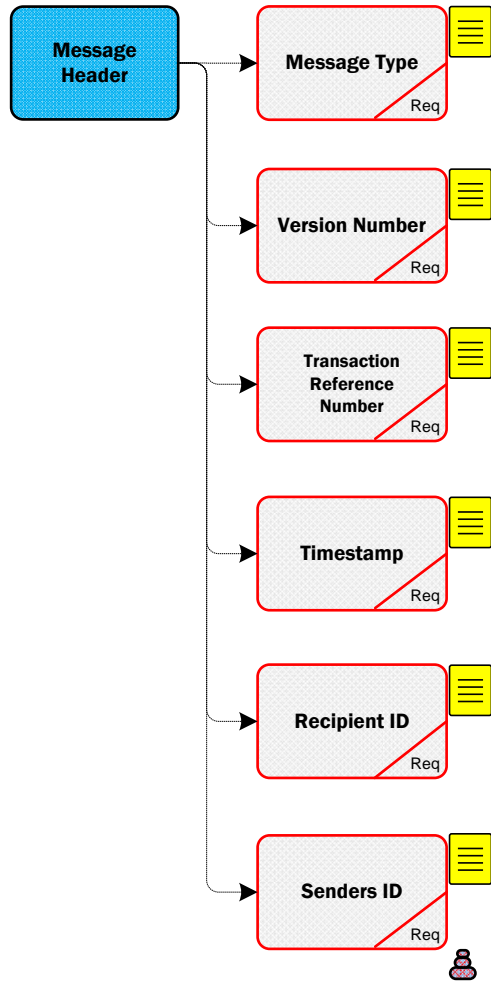 Message
Header
Message Type
Req
Version Number
Req
Transaction
Reference
Number
Req
Timestamp
Req
Recipient ID
Req
Senders ID
Req